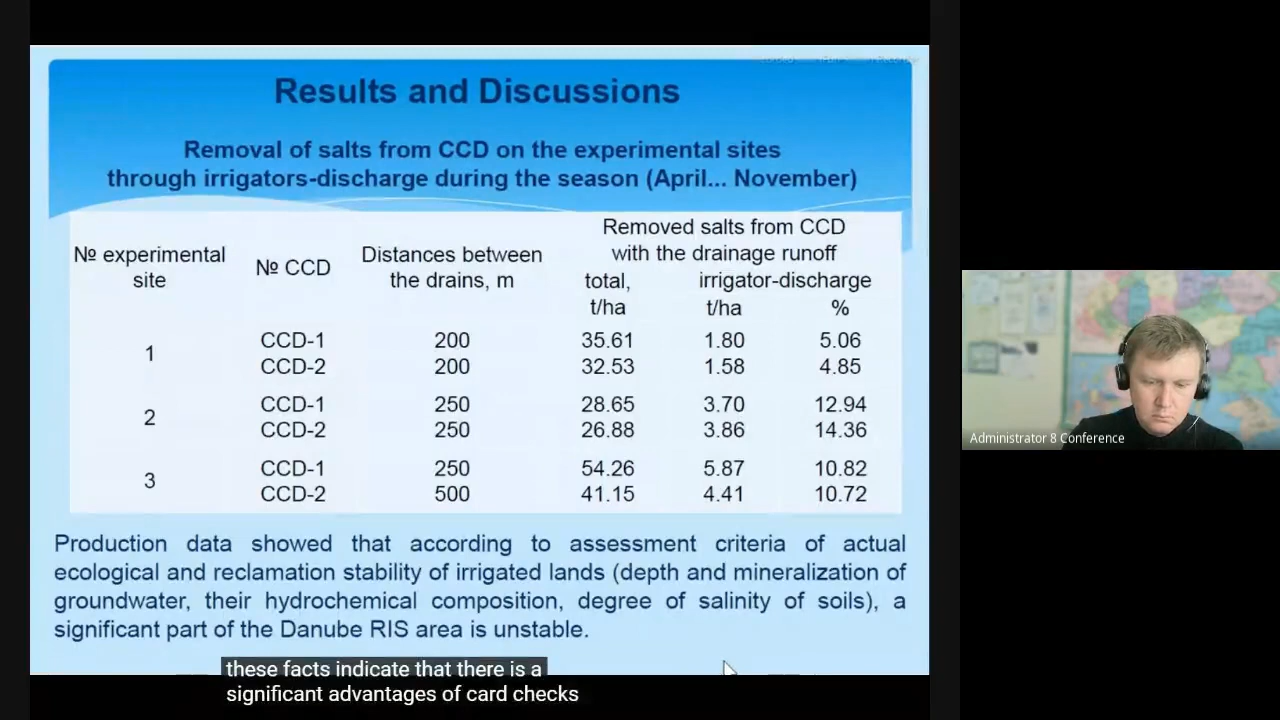 Results and Discussions
Removal of salts from CCD on the experimental sites
through irrigators-discharge during the season (April... November)
№ experimental site № CCD Distances between the drains, m Removed salts from CCD with the drainage runoff
total, t/ha irrigator-discharge
t/ha %
1 CCD-1 200 35.61 1.80 5.06
CCD-2 200 32.53 1.58 4.85
2 CCD-1 250 28.65 3.70 12.94
CCD-2 250 26.88 3.86 14.36
3 CCD-1 250 54.26 5.87 10.82
CCD-2 500 41.15 4.41 10.72
Production data showed that according to assessment criteria of actual
ecological and reclamation stability of irrigated lands (depth and mineralization of
groundwater, their hydrochemical composition, degree of salinity of soils), a
significant part of the Danube RIS area is unstable.
these facts indicate that there is a
significant advantages of card checks
Administrator 8 Conference